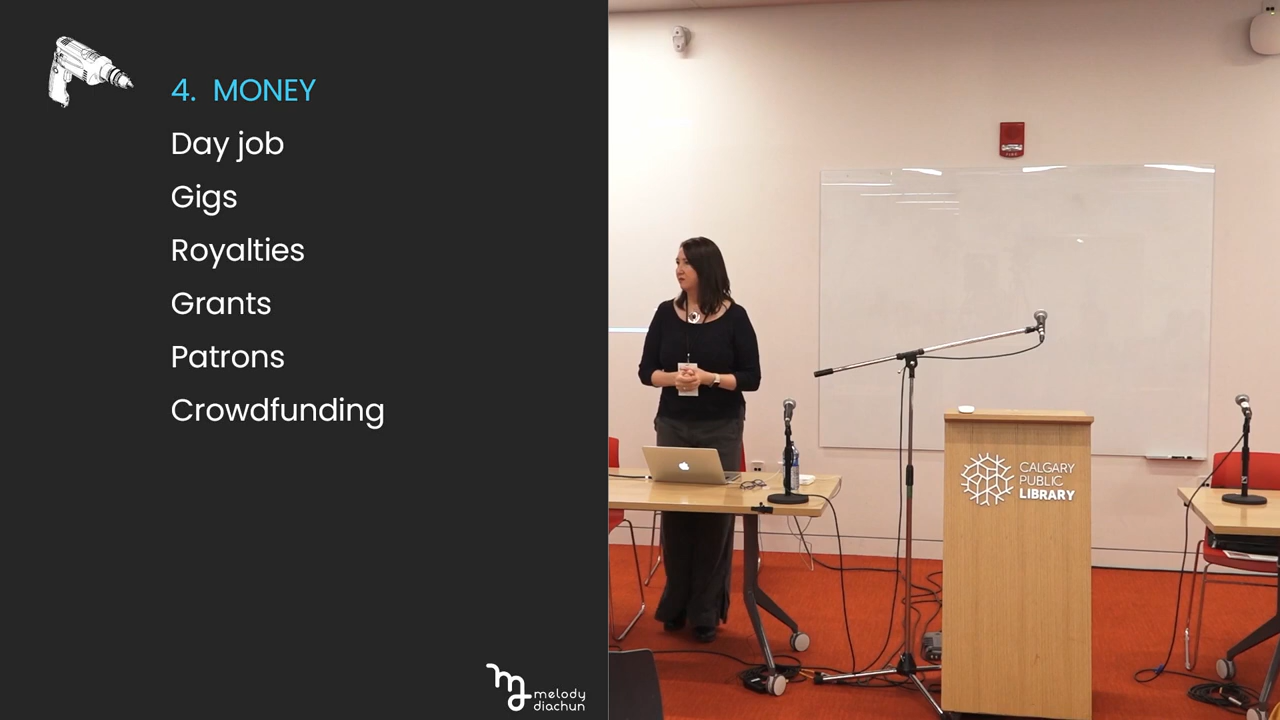 4. MONEY
Day job
Gigs
Royalties
Grants
Patrons
Crowdfunding
melody
diachun
CALGARY
PUBLIC
LIBRARY